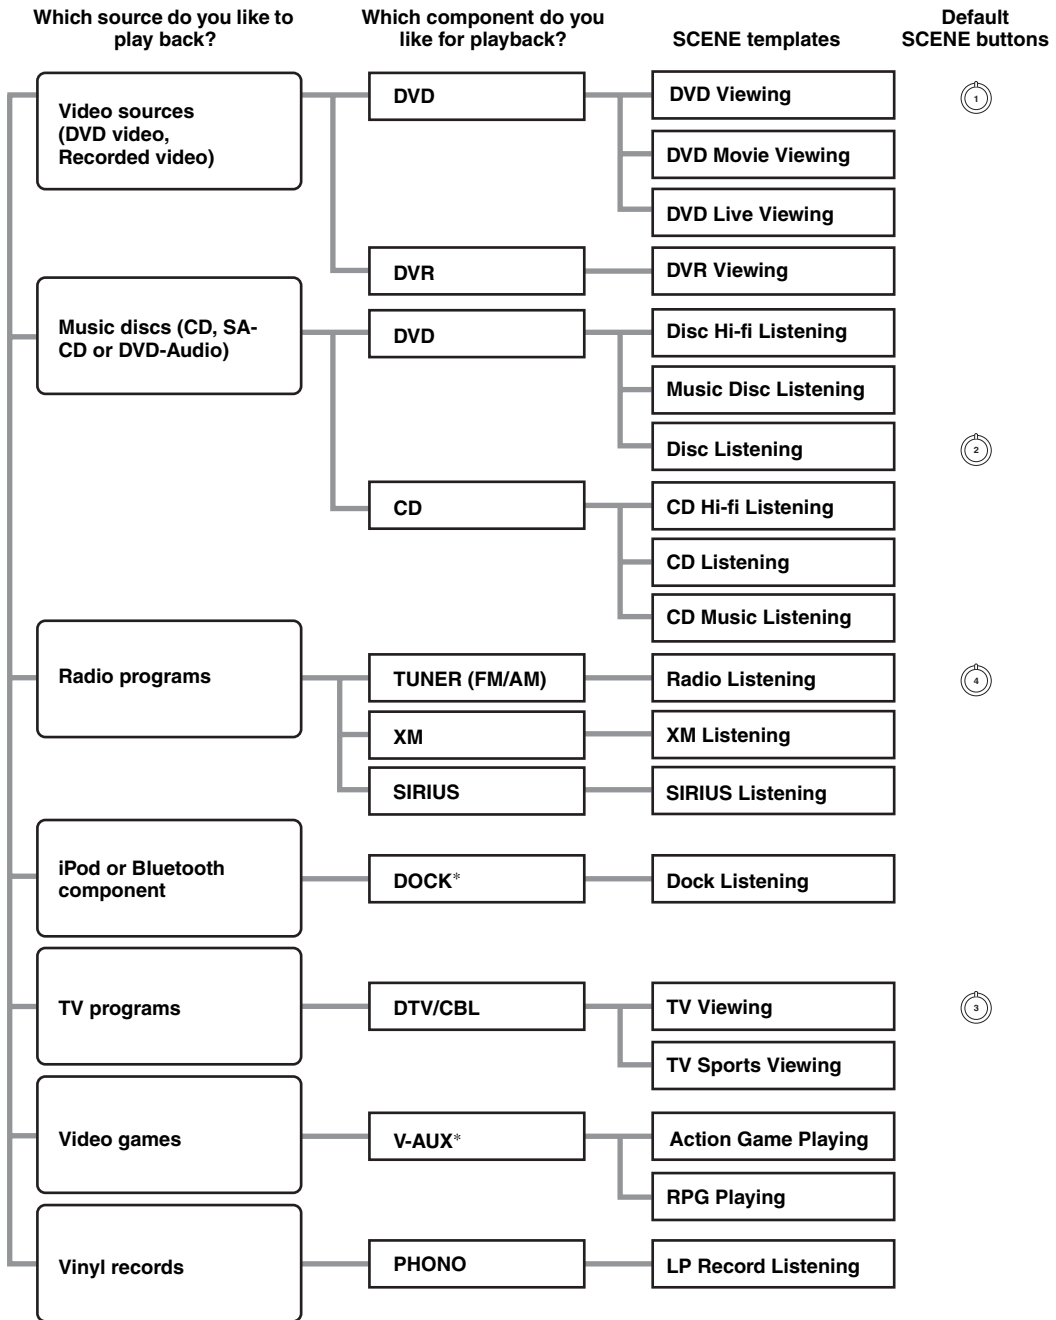 Which source do you like to
play back?
Which component do you
like for playback?
SCENE templates
Default
SCENE buttons
Video sources
(DVD video,
Recorded video)
DVD
DVD Viewing
1
DVD Movie Viewing
DVD Live Viewing
DVR
DVR Viewing
Music discs (CD, SA-
CD or DVD-Audio)
DVD
Disc Hi-fi Listening
Music Disc Listening
Disc Listening
2
CD
CD Hi-fi Listening
CD Listening
CD Music Listening
Radio programs
TUNER (FM/AM)
Radio Listening
4
XM
XM Listening
SIRIUS
SIRIUS Listening
iPod or Bluetooth
component
DOCK*
Dock Listening
TV programs
DTV/CBL
TV Viewing
3
TV Sports Viewing
Video games
V-AUX*
Action Game Playing
RPG Playing
Vinyl records
PHONO
LP Record Listening